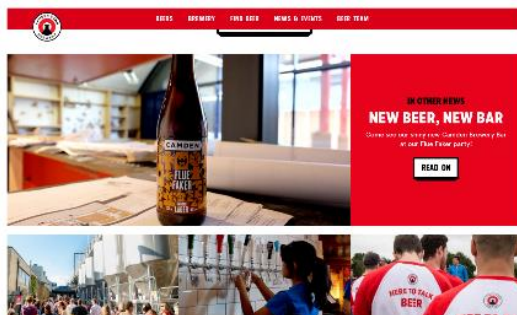 BEERS BREWERY FIND BEER NEWS & EVENTS BEER TEAM
IN OTHER NEWS
NEW BEER, NEW BAR
Come see our shiny new Camden Brewery Bar
at our Flue Faker party!
READ ON
CAMDEN
FLUE
FAKER
LAGER
HERE TO TALK
BEER